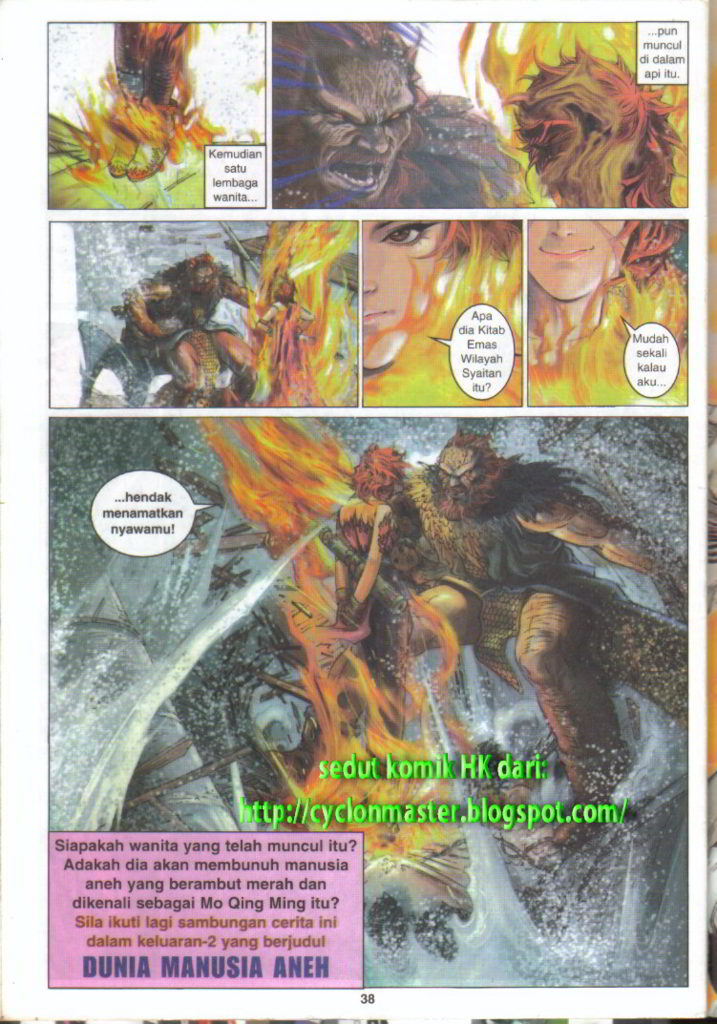 Kemudian
satu
lembaga
wanita...
...pun
muncul
di dalam
api itu.
Apa
dia Kitab
Emas
Wilayah
Syaitan
itu?
Mudah
sekali
kalau
aku...
...hendak
menamatkan
nyawamu!
sedut komik HK dari:
http://cyclonmaster.blogspot.com/
Siapakah wanita yang telah muncul itu?
Adakah dia akan membunuh manusia
aneh yang berambut merah dan
dikenali sebagai Mo Qing Ming itu?
Sila ikuti lagi sambungan cerita ini
dalam keluaran-2 yang berjudul
DUNIA MANUSIA ANEH
38